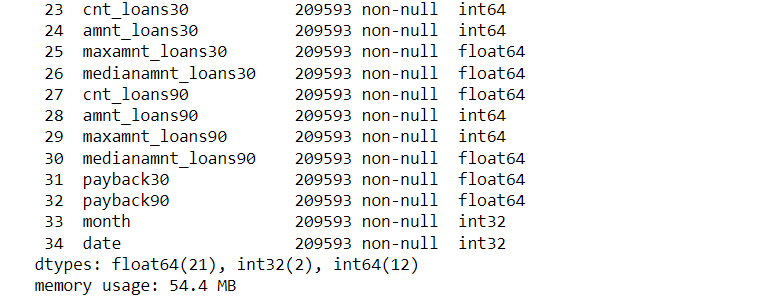 23 cnt_loans30 209593 non-null int64
24 amnt_loans30 209593 non-null int64
25 maxamnt_loans30 209593 non-null float64
26 medianamnt_loans30 209593 non-null float64
27 cnt_loans90 209593 non-null float64
28 amnt_loans90 209593 non-null int64
29 maxamnt_loans90 209593 non-null int64
30 medianamnt_loans90 209593 non-null float64
31 payback30 209593 non-null float64
32 payback90 209593 non-null float64
33 month 209593 non-null int32
34 date 209593 non-null int32
dtypes: float64(21), int32(2), int64(12)
memory usage: 54.4 MB